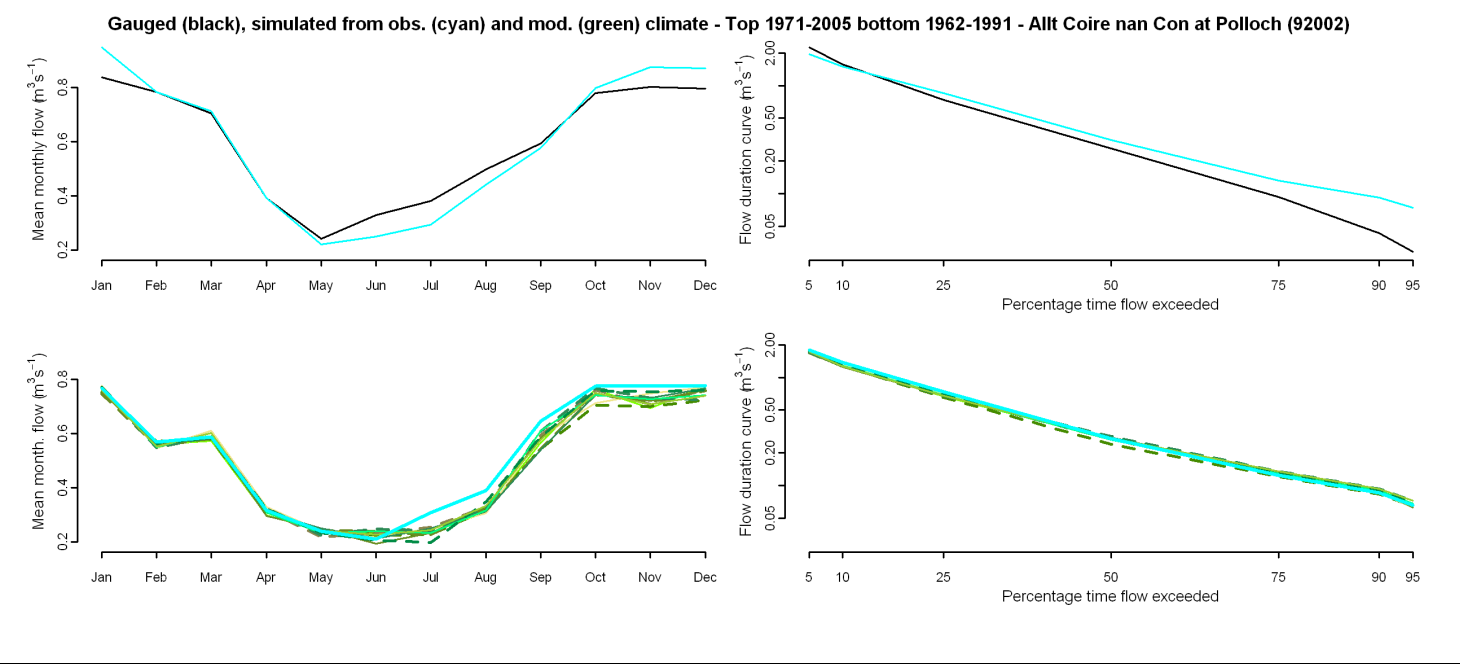 Gauged (black), simulated from obs. (cyan) and mod. (green) climate - Top 1971-2005 bottom 1962-1991 - Allt Coire nan Con at Polloch (92002)
Mean monthly flow (m³s⁻¹)
0.2 0.4 0.6 0.8
Jan Feb Mar Apr May Jun Jul Aug Sep Oct Nov Dec
Flow duration curve (m³s⁻¹)
0.05 0.20 0.50 2.00
5 10 25 50 75 90 95
Percentage time flow exceeded
Mean month. flow (m³s⁻¹)
0.2 0.4 0.6 0.8
Jan Feb Mar Apr May Jun Jul Aug Sep Oct Nov Dec
Flow duration curve (m³s⁻¹)
0.05 0.20 0.50 2.00
5 10 25 50 75 90 95
Percentage time flow exceeded